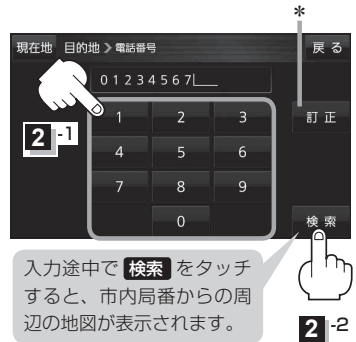 *
現在地 目的地 > 電話番号 戻る
01234567
1 2 3 訂正
2-1
4 5 6
7 8 9
0 検索
入力途中で 検索 をタッチ
すると、市内局番からの周
辺の地図が表示されます。
2-2